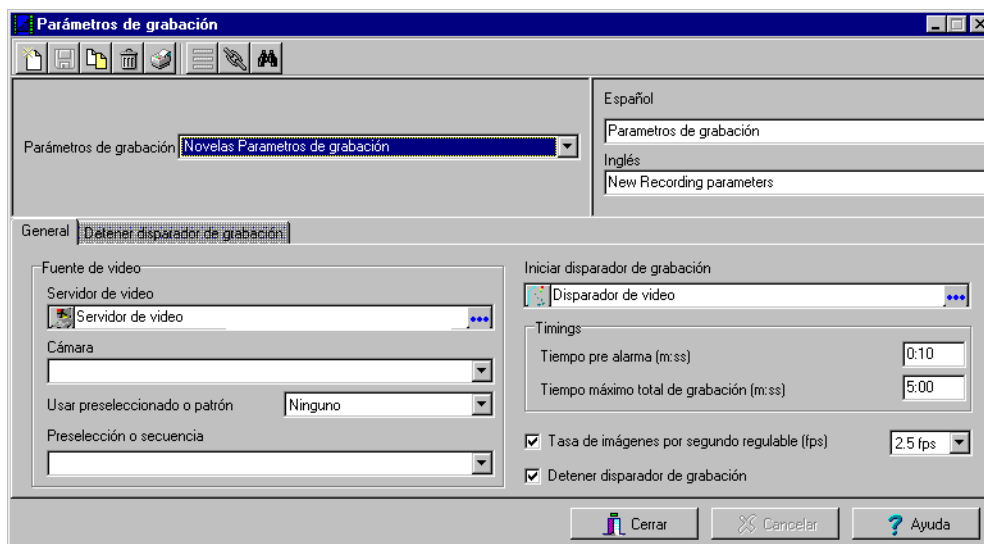 Parámetros de grabación
Español
Parametros de grabación
Parámetros de grabación Novelas Parametros de grabación
Inglés
New Recording parameters
General Detener disparador de grabación
Fuente de video
Iniciar disparador de grabación
Servidor de video
Disparador de video
Servidor de video
Timings
Cámara
Tiempo pre alarma (m:ss) 0:10
Tiempo máximo total de grabación (m:ss) 5:00
Usar preseleccionado o patrón Ninguno
Preselección o secuencia
Tasa de imágenes por segundo regulable (fps) 2.5 fps
Detener disparador de grabación
Cerrar Cancelar Ayuda